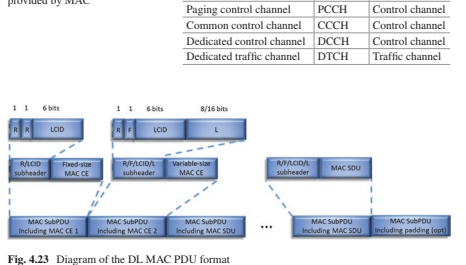 provided by MAC
Paging control channel PCCH Control channel
Common control channel CCCH Control channel
Dedicated control channel DCCH Control channel
Dedicated traffic channel DTCH Traffic channel
1 1 6 bits 1 1 6 bits 8/16 bits
R R LCID R F LCID L
R/LCID subheader
Fixed-size MAC CE
R/F/LCID/L subheader
Variable-size MAC CE
R/F/LCID/L subheader
MAC SDU
MAC SubPDU
Including MAC CE 1
MAC SubPDU
Including MAC CE 2
MAC SubPDU
Including MAC SDU
...
MAC SubPDU
Including MAC SDU
MAC SubPDU
Including padding (opt)
Fig. 4.23 Diagram of the DL MAC PDU format